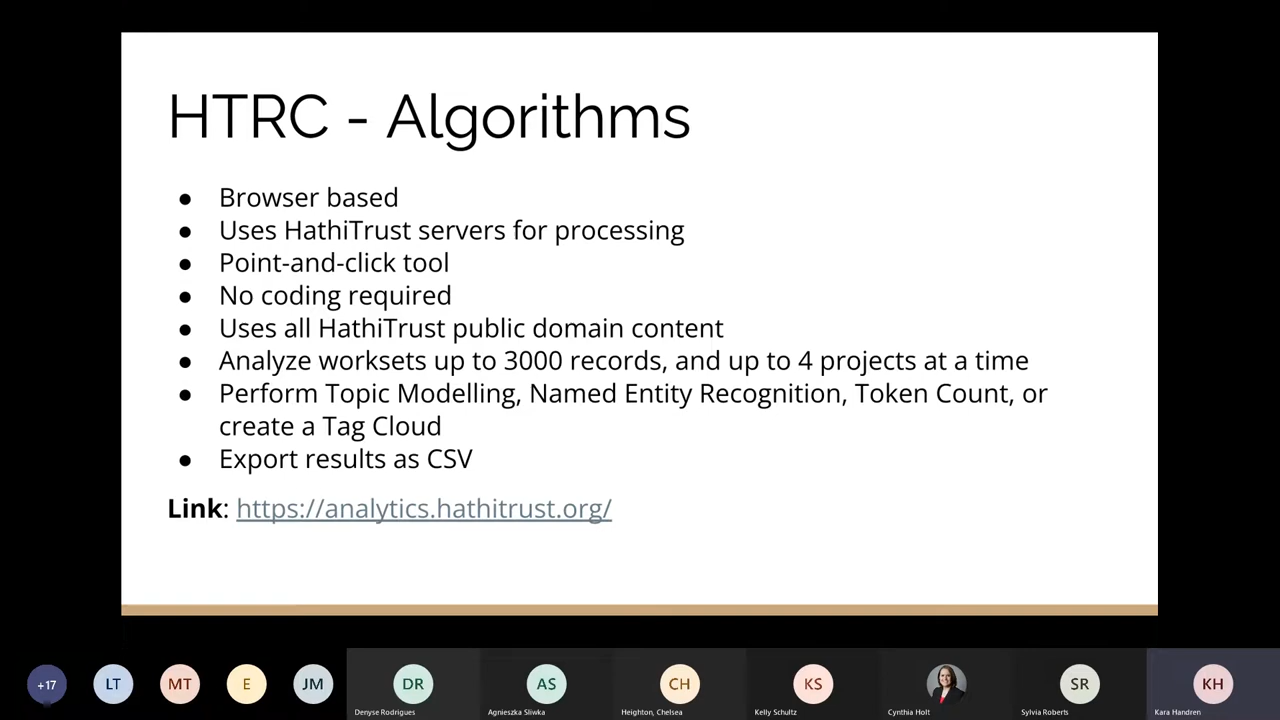 HTRC - Algorithms
● Browser based
● Uses HathiTrust servers for processing
● Point-and-click tool
● No coding required
● Uses all HathiTrust public domain content
● Analyze worksets up to 3000 records, and up to 4 projects at a time
● Perform Topic Modelling, Named Entity Recognition, Token Count, or
create a Tag Cloud
● Export results as CSV
Link: https://analytics.hathitrust.org/
+17 LT MT E JM DR AS CH KS SR KH
Denyse Rodrigues Agnieszka Sliwka Heighton, Chelsea Kelly Schultz Cynthia Holt Sylvia Roberts Kara Handren